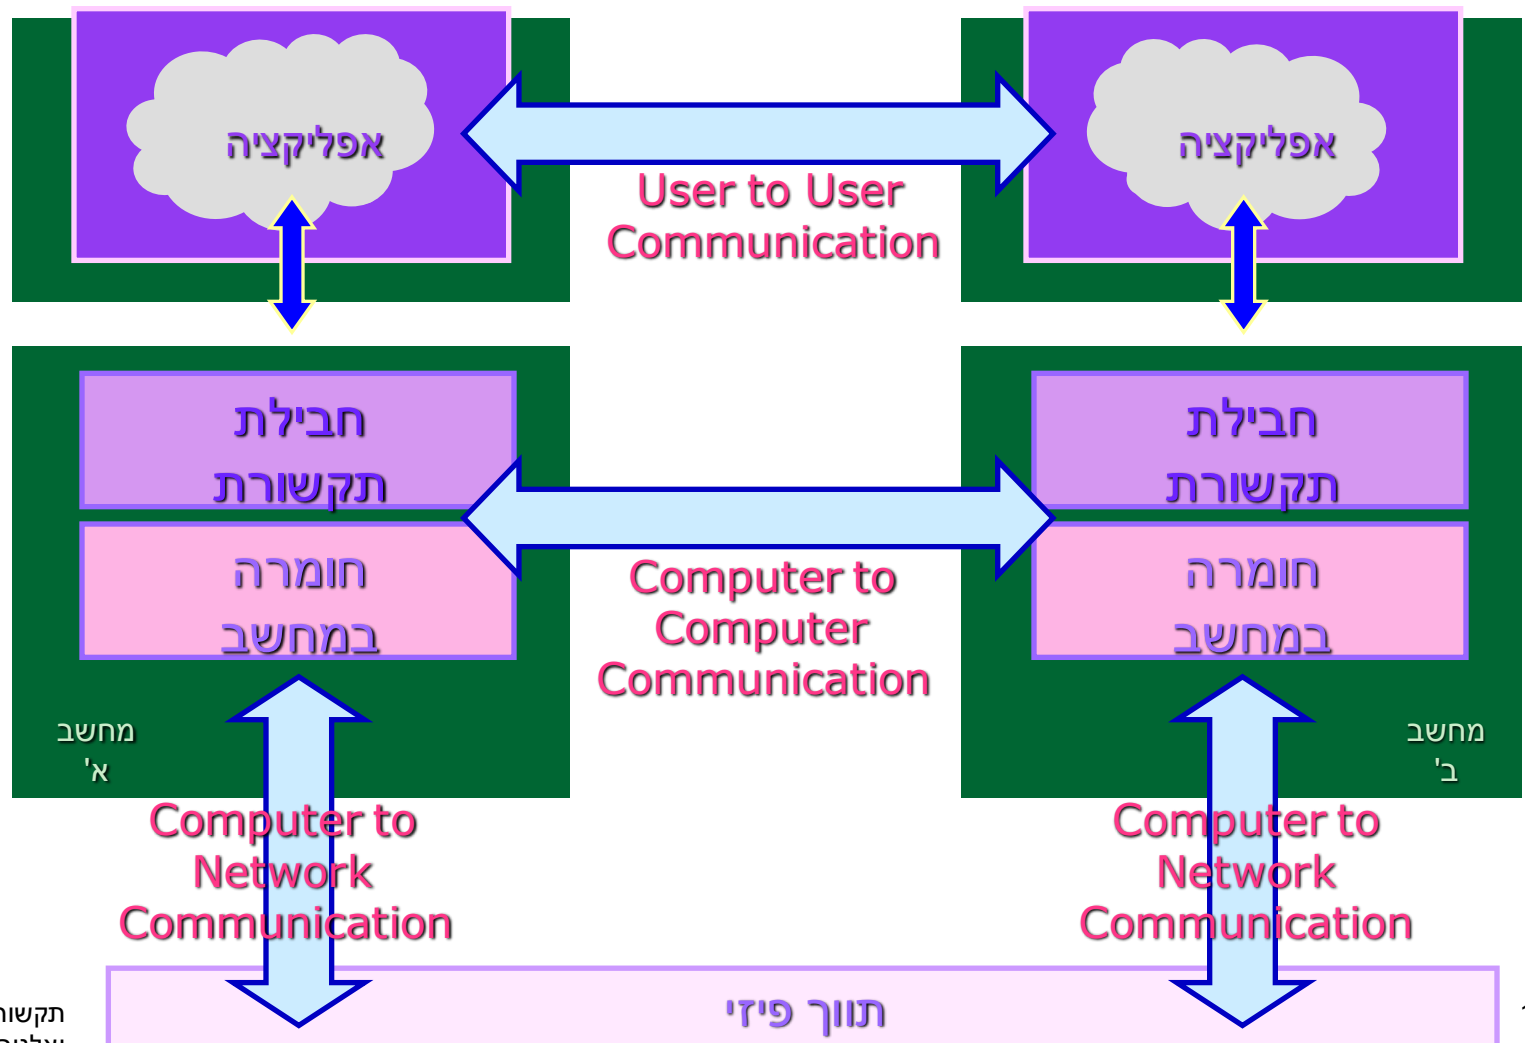 אפליקציה
אפליקציה
User to User
Communication
חבילת
תקשורת
חבילת
תקשורת
חומרה
במחשב
חומרה
במחשב
Computer to
Computer
Communication
מחשב
א'
מחשב
ב'
Computer to
Network
Communication
Computer to
Network
Communication
תווך פיזי